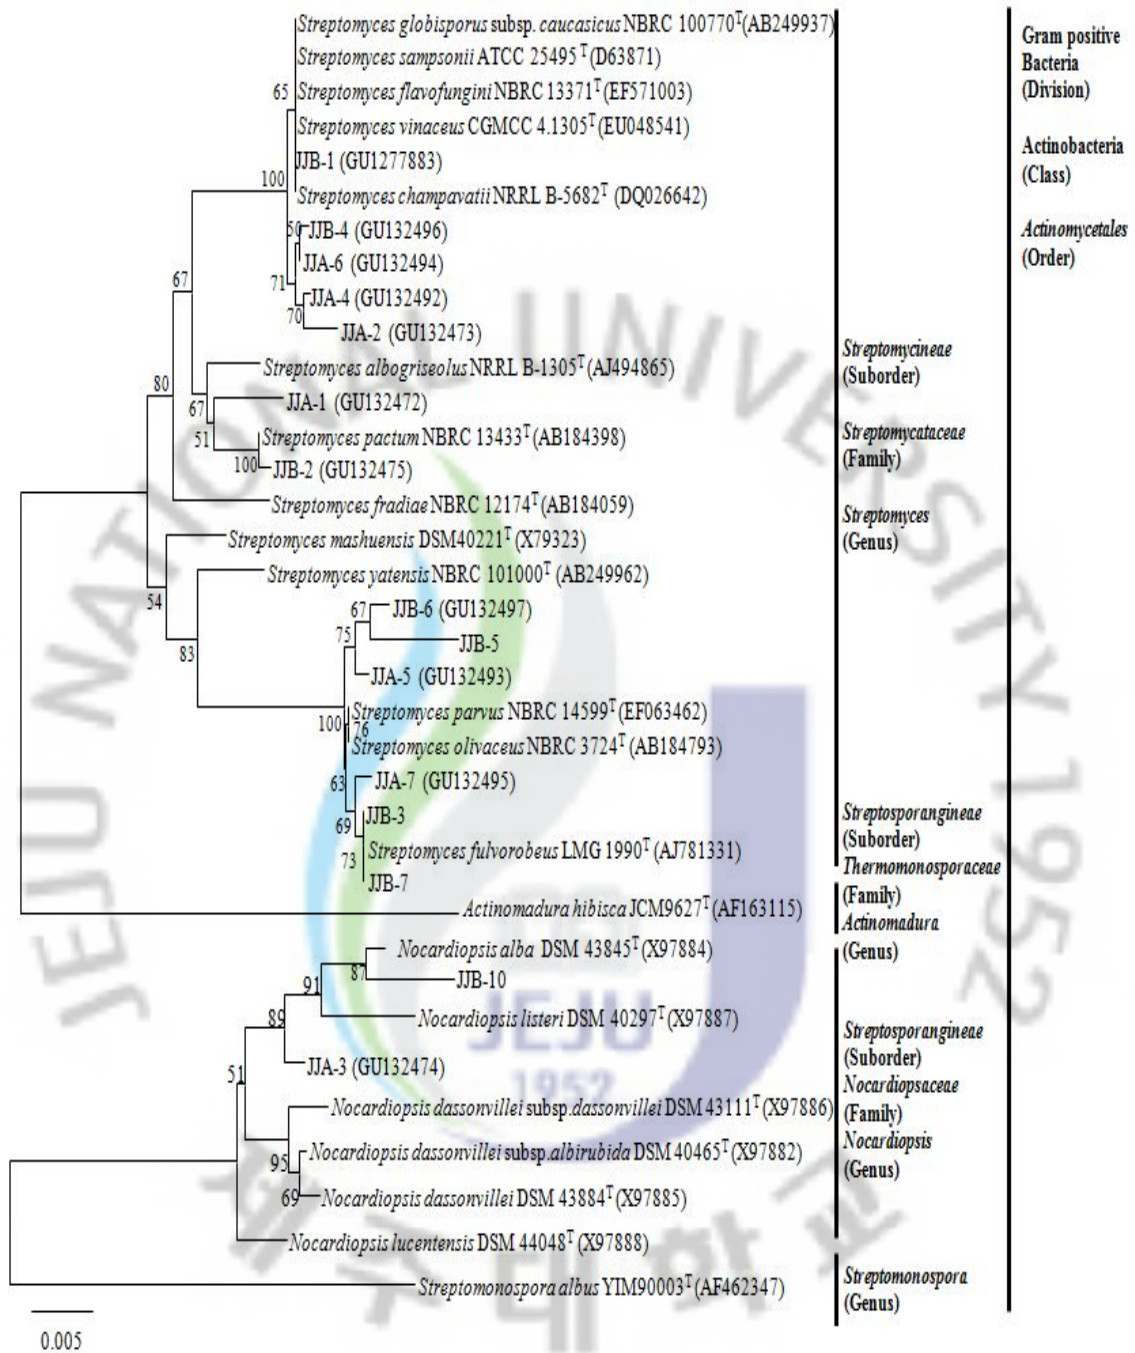 Streptomyces globisporus subsp. caucasicus NBRC 100770T(AB249937)
Streptomyces sampsonii ATCC 25495 T(D63871)
65
Streptomyces flavofungini NBRC 13371T(EF571003)
Streptomyces vinaceus CGMCC 4.1305T(EU048541)
JJB-1 (GU1277883)
100
Streptomyces champavatii NRRL B-5682T (DQ026642)
50
JJB-4 (GU132496)
JJA-6 (GU132494)
71
67
JJA-4 (GU132492)
70
JJA-2 (GU132473)
Streptomyces albogriseolus NRRL B-1305T(AJ494865)
80
JJA-1 (GU132472)
67
51
Streptomyces pactum NBRC 13433T(AB184398)
100
JJB-2 (GU132475)
Streptomyces fradiae NBRC 12174T(AB184059)
Streptomyces mashuensis DSM40221T (X79323)
Streptomyces yatensis NBRC 101000T (AB249962)
54
67
JJB-6 (GU132497)
75
JJB-5
83
JJA-5 (GU132493)
100
Streptomyces parvus NBRC 14599T(EF063462)
76
Streptomyces olivaceus NBRC 3724T(AB184793)
63
JJA-7 (GU132495)
JJB-3
69
Streptomyces fulvorobeus LMG 1990T(AJ781331)
73
JJB-7
Actinomadura hibisca JCM9627T(AF163115)
Nocardiopsis alba DSM 43845T(X97884)
87
JJB-10
91
Nocardiopsis listeri DSM 40297T(X97887)
89
JJA-3 (GU132474)
51
Nocardiopsis dassonvillei subsp.dassonvillei DSM 43111T(X97886)
Nocardiopsis dassonvillei subsp.albirubida DSM 40465T(X97882)
95
Nocardiopsis dassonvillei DSM 43884T(X97885)
69
Nocardiopsis lucentensis DSM 44048T(X97888)
Streptomonospora albus YIM90003T(AF462347)
0.005
Streptomycineae
(Suborder)
Streptomycataceae
(Family)
Streptomyces
(Genus)
Streptosporangineae
(Suborder)
Thermomonosporaceae
(Family)
Actinomadura
(Genus)
Streptosporangineae
(Suborder)
Nocardiopsaceae
(Family)
Nocardiopsis
(Genus)
Streptomonospora
(Genus)
Gram positive
Bacteria
(Division)
Actinobacteria
(Class)
Actinomycetales
(Order)
JEJU NATIONAL UNIVERSITY 1952
JEJU
1952
제주대학교